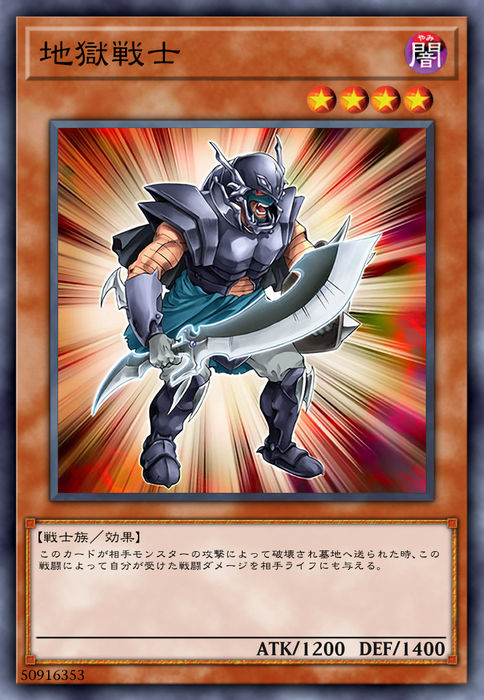 地獄戦士
やみ
闇
【戦士族／効果】
このカードが相手モンスターの攻撃によって破壊され墓地へ送られた時、この
戦闘によって自分が受けた戦闘ダメージを相手ライフにも与える。
ATK/1200 DEF/1400
50916353